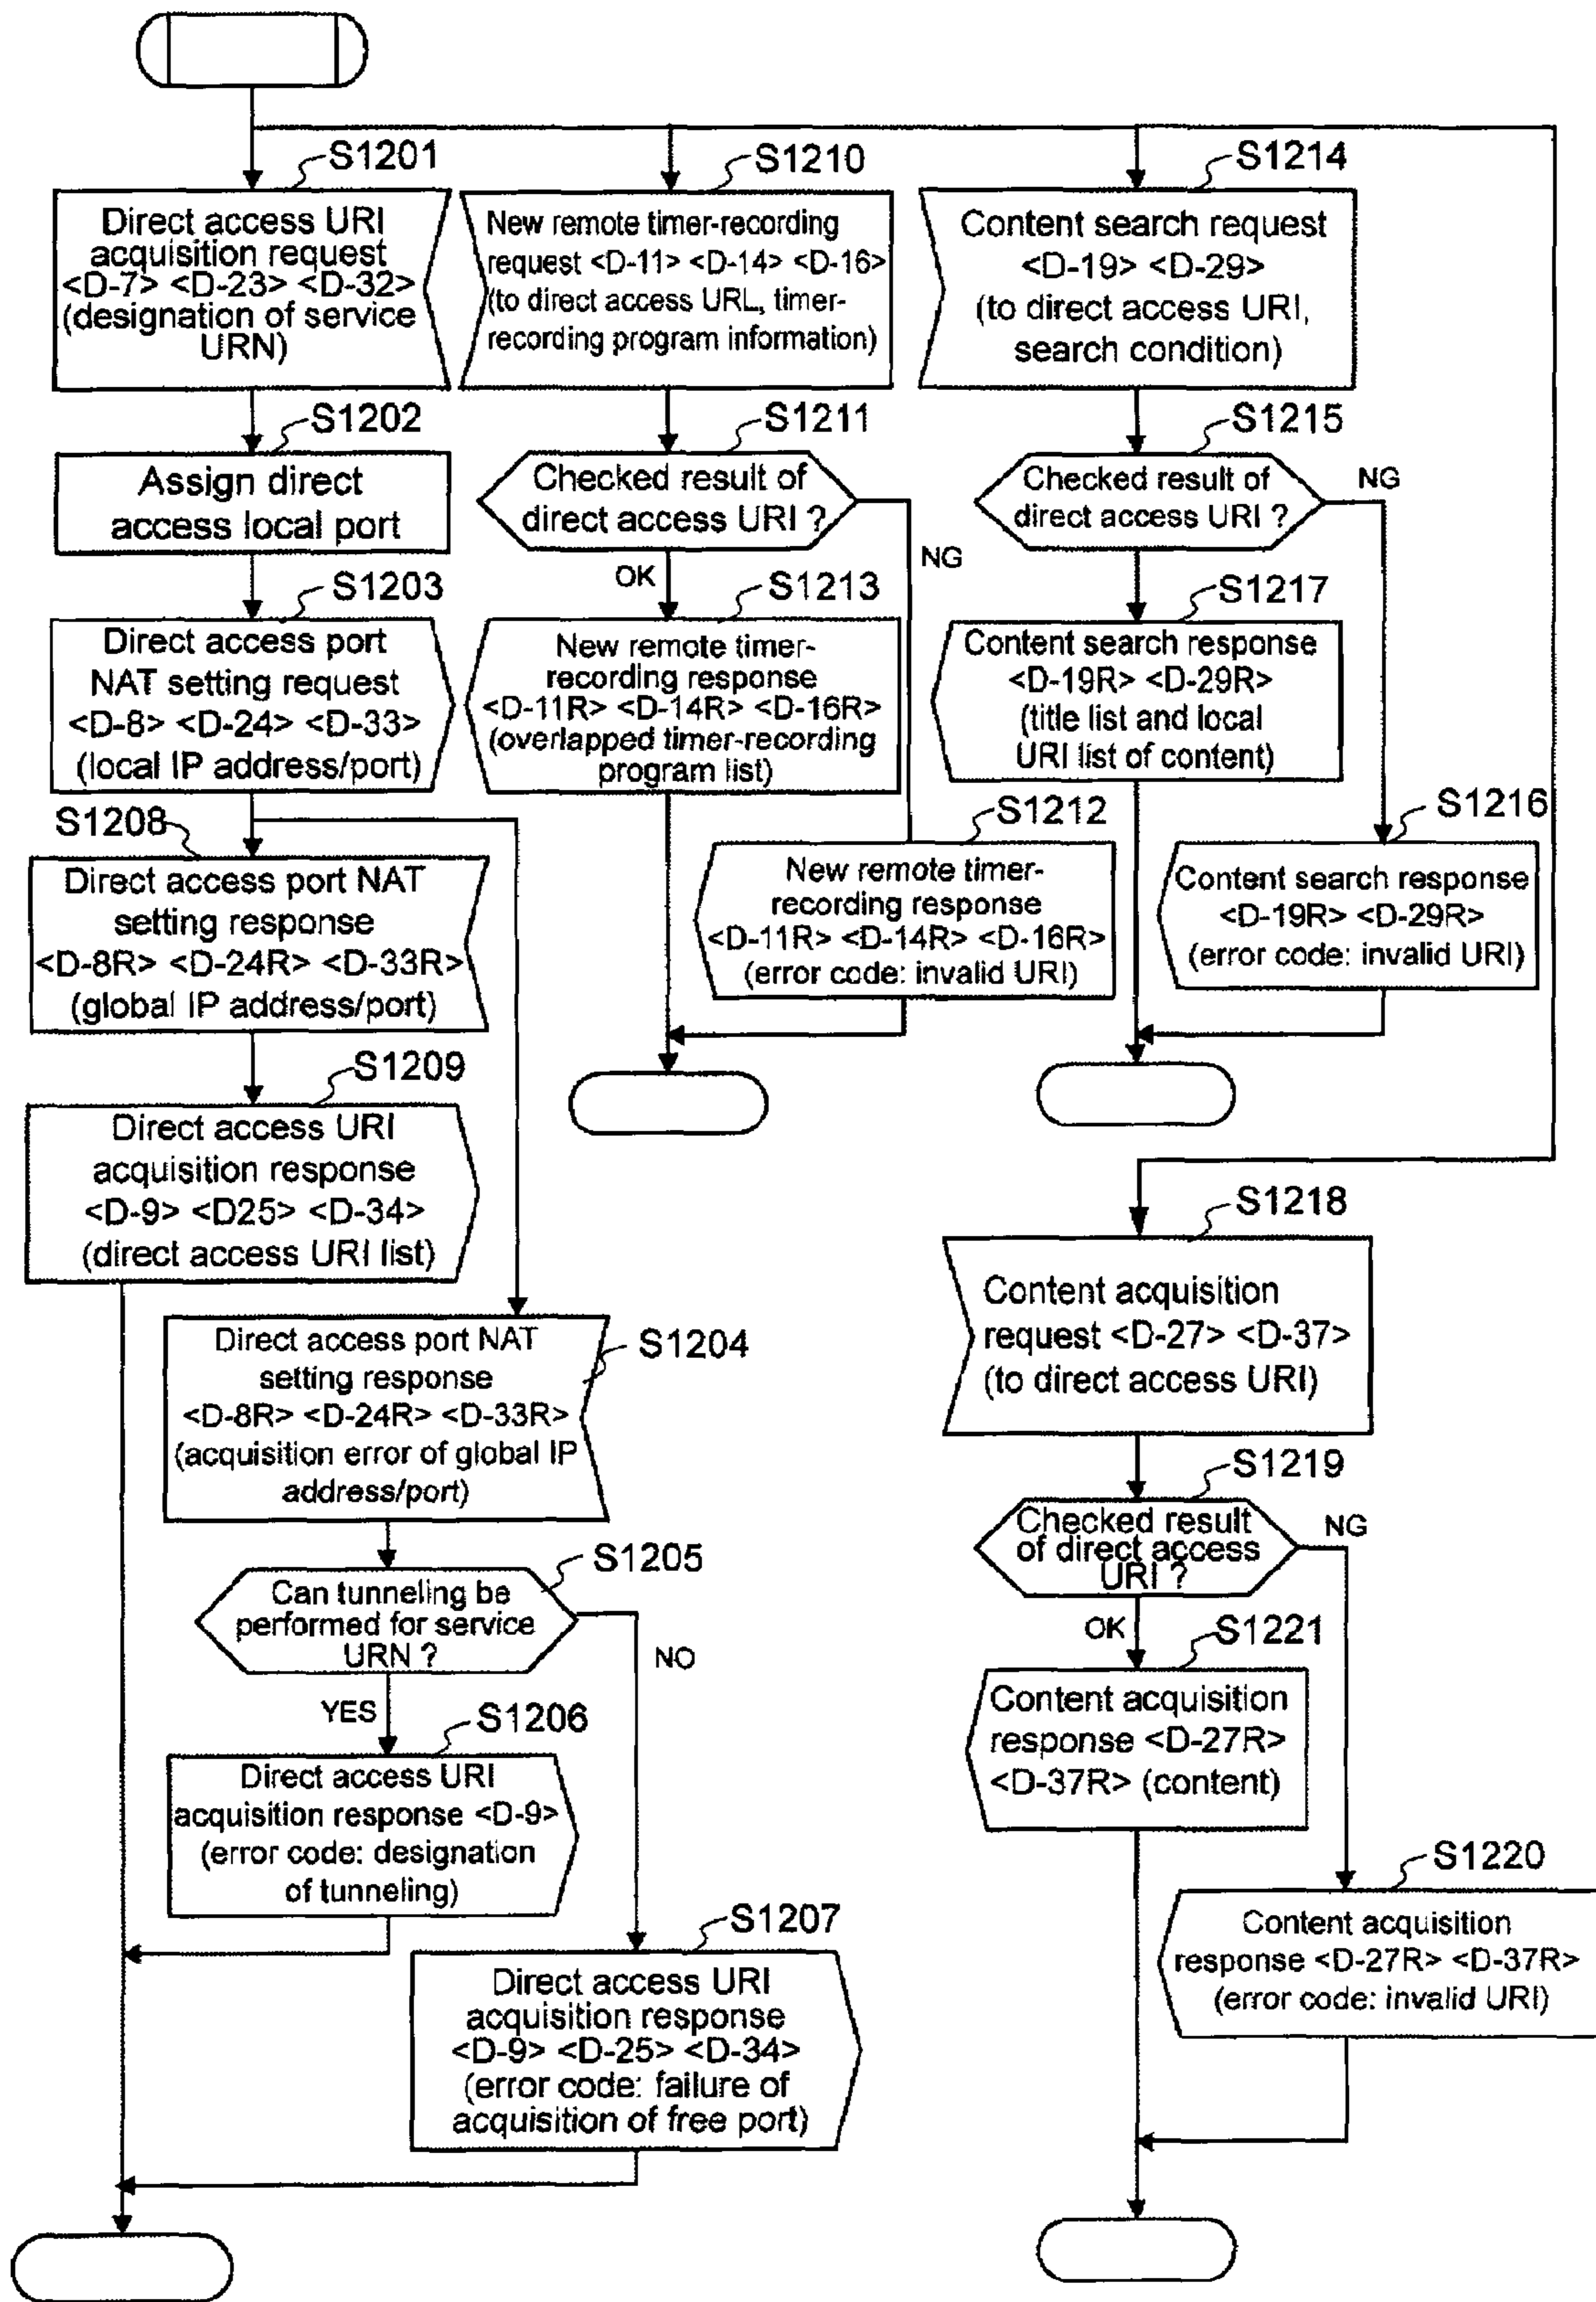 S1201
Direct access URI
acquisition request
<D-7> <D-23> <D-32>
(designation of service
URN)
S1202
Assign direct
access local port
S1203
Direct access port
NAT setting request
<D-8> <D-24> <D-33>
(local IP address/port)
S1208
Direct access port NAT
setting response
<D-8R> <D-24R> <D-33R>
(global IP address/port)
S1209
Direct access URI
acquisition response
<D-9> <D25> <D-34>
(direct access URI list)
S1204
Direct access port NAT
setting response
<D-8R> <D-24R> <D-33R>
(acquisition error of global IP
address/port)
S1205
Can tunneling be
performed for service
URN ?
NO
YES
S1206
Direct access URI
acquisition response <D-9>
(error code: designation
of tunneling)
S1207
Direct access URI
acquisition response
<D-9> <D-25> <D-34>
(error code: failure of
acquisition of free port)
S1210
New remote timer-recording
request <D-11> <D-14> <D-16>
(to direct access URL, timer-
recording program information)
S1211
Checked result of
direct access URI ?
NG
OK
S1213
New remote timer-
recording response
<D-11R> <D-14R> <D-16R>
(overlapped timer-recording
program list)
S1212
New remote timer-
recording response
<D-11R> <D-14R> <D-16R>
(error code: invalid URI)
S1214
Content search request
<D-19> <D-29>
(to direct access URI,
search condition)
S1215
Checked result of
direct access URI ?
NG
S1217
Content search response
<D-19R> <D-29R>
(title list and local
URI list of content)
S1216
Content search response
<D-19R> <D-29R>
(error code: invalid URI)
S1218
Content acquisition
request <D-27> <D-37>
(to direct access URI)
S1219
Checked result
of direct access
URI ?
NG
OK
S1221
Content acquisition
response <D-27R>
<D-37R> (content)
S1220
Content acquisition
response <D-27R> <D-37R>
(error code: invalid URI)